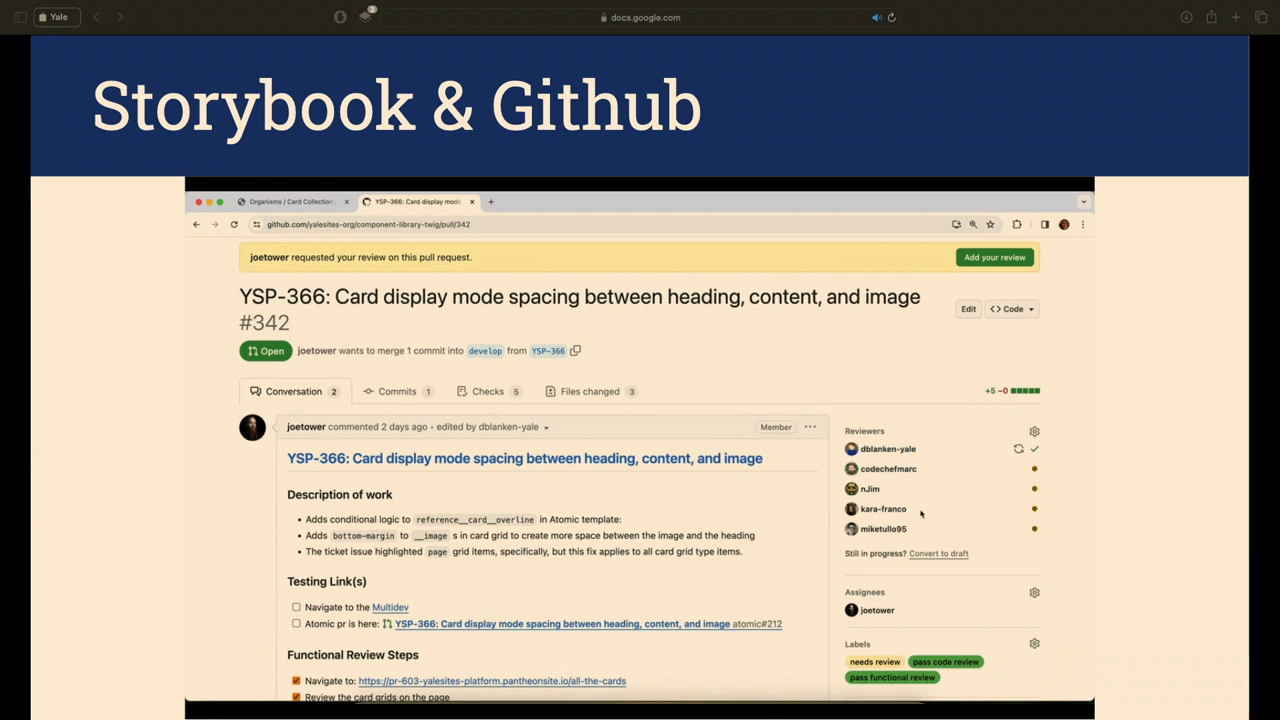 Yale
3
docs.google.com
Storybook & Github
Organisms / Card Collection
YSP-366: Card display mode
github.com/yalesites-org/component-library-twig/pull/342
joetower requested your review on this pull request.
Add your review
YSP-366: Card display mode spacing between heading, content, and image
#342
Edit
<> Code
Open
joetower wants to merge 1 commit into develop from YSP-366
Conversation 2
Commits 1
Checks 5
Files changed 3
+5 −0
joetower commented 2 days ago • edited by dblanken-yale
Member
YSP-366: Card display mode spacing between heading, content, and image
Description of work
• Adds conditional logic to reference__card__overline in Atomic template:
• Adds bottom-margin to __image s in card grid to create more space between the image and the heading
• The ticket issue highlighted page grid items, specifically, but this fix applies to all card grid type items.
Testing Link(s)
Navigate to the Multidev
Atomic pr is here: YSP-366: Card display mode spacing between heading, content, and image atomic#212
Functional Review Steps
Navigate to: https://pr-603-yalesites-platform.pantheonsite.io/all-the-cards
Review the card grids on the page
Reviewers
dblanken-yale
codechefmarc
nJim
kara-franco
miketullo95
Still in progress? Convert to draft
Assignees
joetower
Labels
needs review
pass code review
pass functional review